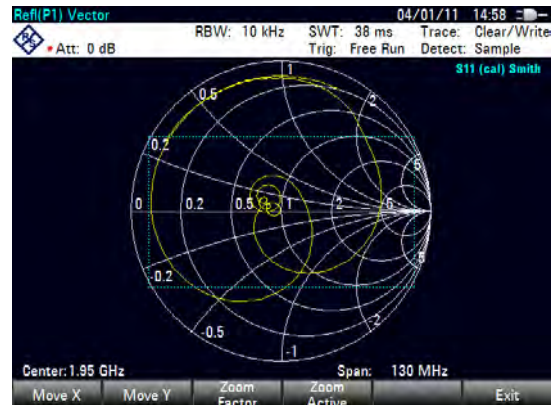 Refl(P1) Vector 04/01/11 14:58
RBW: 10 kHz SWT: 38 ms Trace: Clear/Write
Att: 0 dB Trig: Free Run Detect: Sample
S11 (cal) Smith
1
0.5 2
0.2 5
0 0.2 0.5 1 2 5
-0.2 -5
-0.5 -2
-1
Center: 1.95 GHz Span: 130 MHz
Move X Move Y Zoom Factor Zoom Active Exit